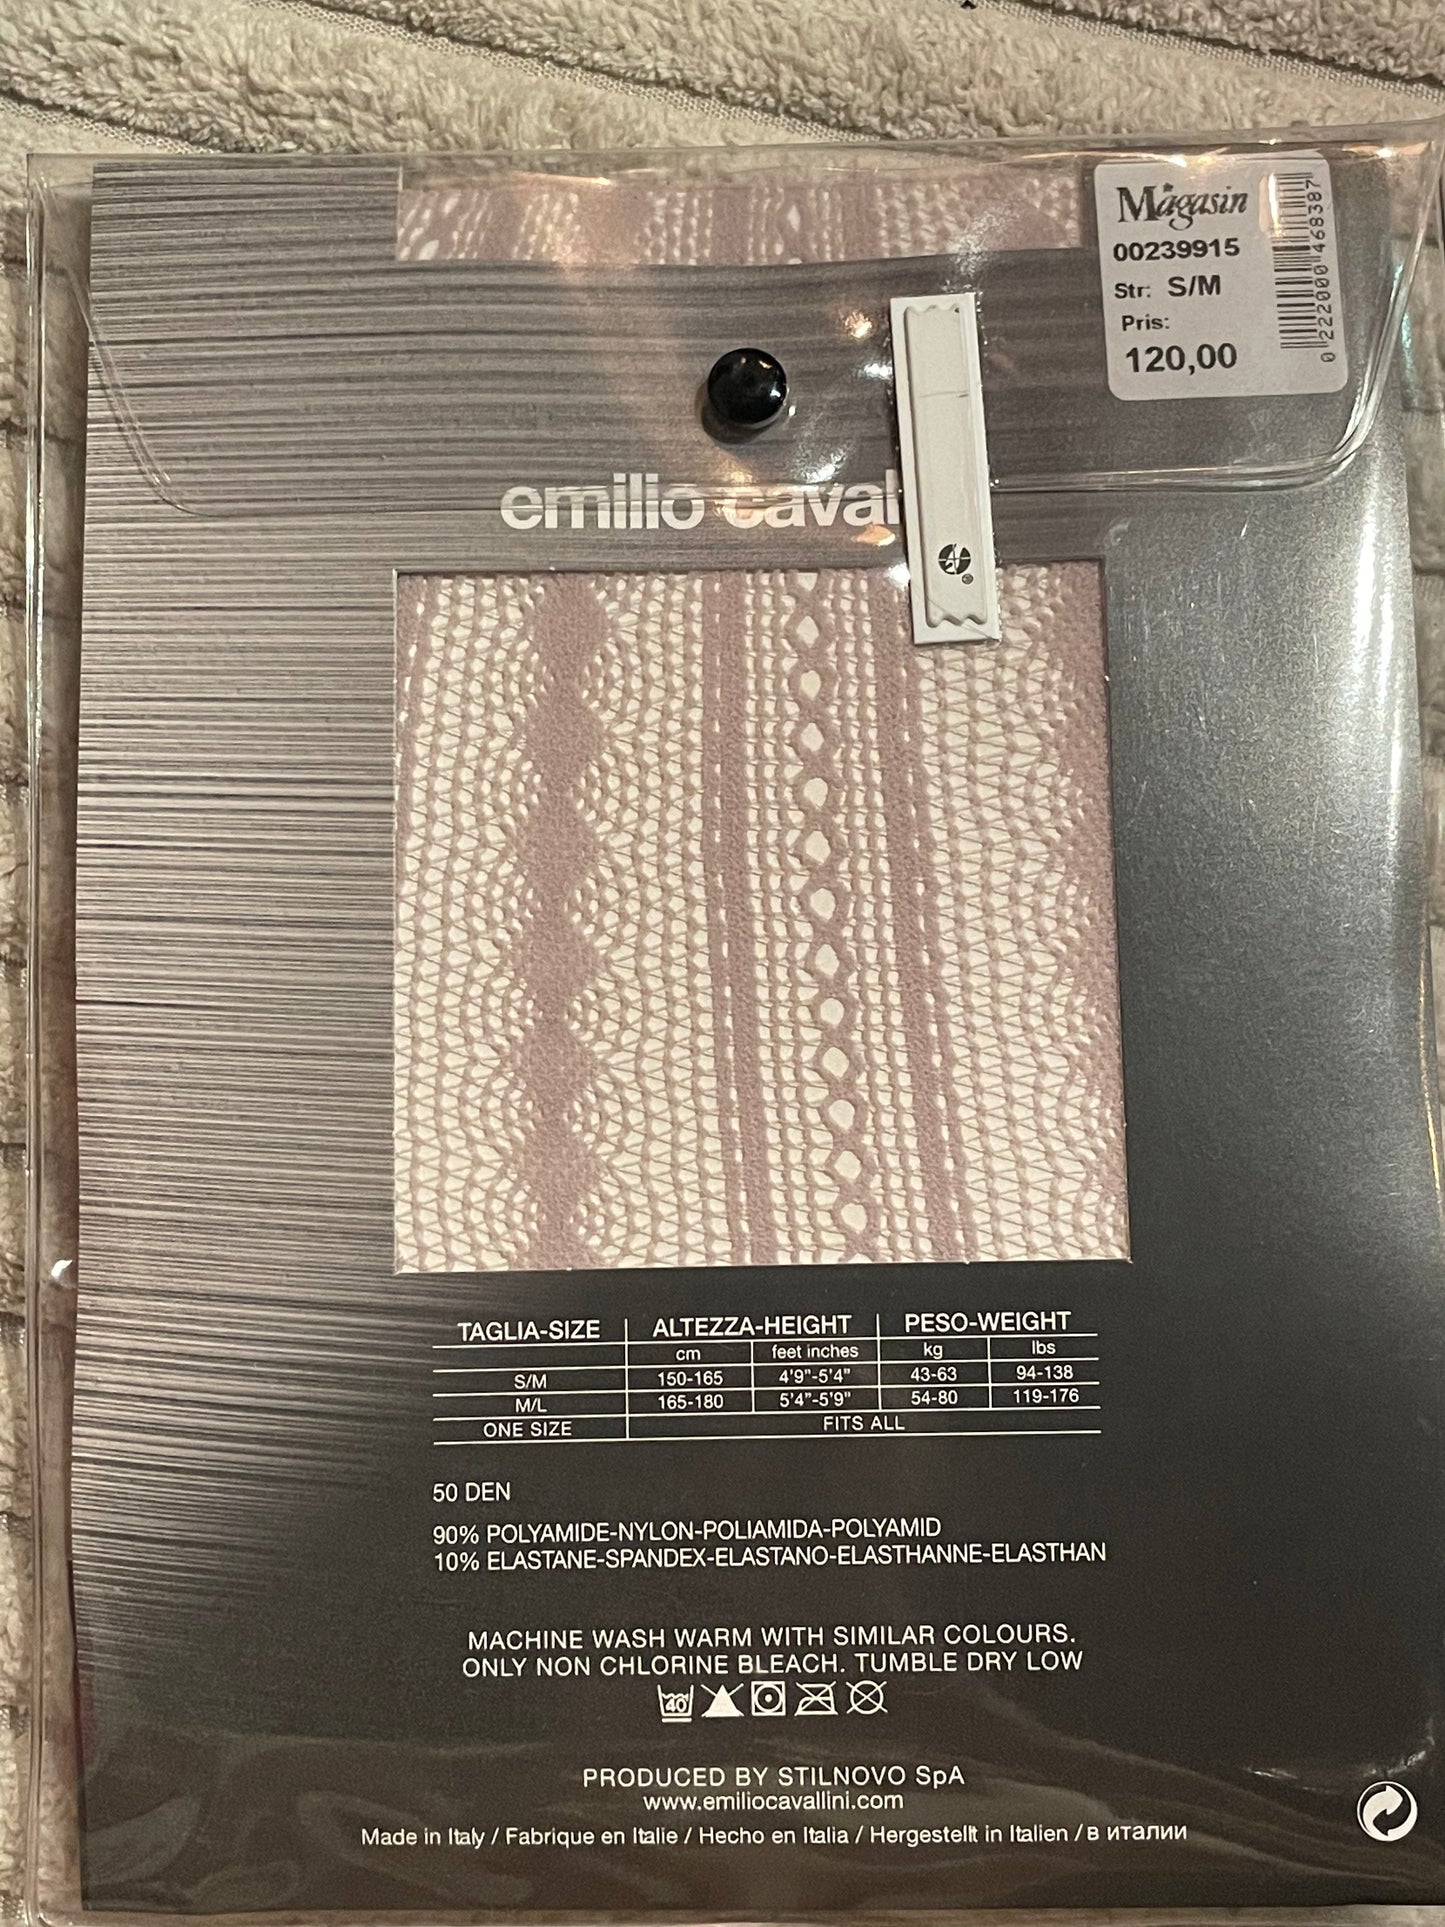 Magasin
00239915
Str: S/M
Pris:
120,00
0 222000 468387
emilio caval
TAGLIA-SIZE ALTEZZA-HEIGHT PESO-WEIGHT
cm feet inches kg lbs
S/M 150-165 4'9"-5'4" 43-63 94-138
M/L 165-180 5'4"-5'9" 54-80 119-176
ONE SIZE FITS ALL
50 DEN
90% POLYAMIDE-NYLON-POLIAMIDA-POLYAMID
10% ELASTANE-SPANDEX-ELASTANO-ELASTHANNE-ELASTHAN
MACHINE WASH WARM WITH SIMILAR COLOURS.
ONLY NON CHLORINE BLEACH. TUMBLE DRY LOW
40
PRODUCED BY STILNOVO SpA
www.emiliocavallini.com
Made in Italy / Fabrique en Italie / Hecho en Italia / Hergestellt in Italien / в италии